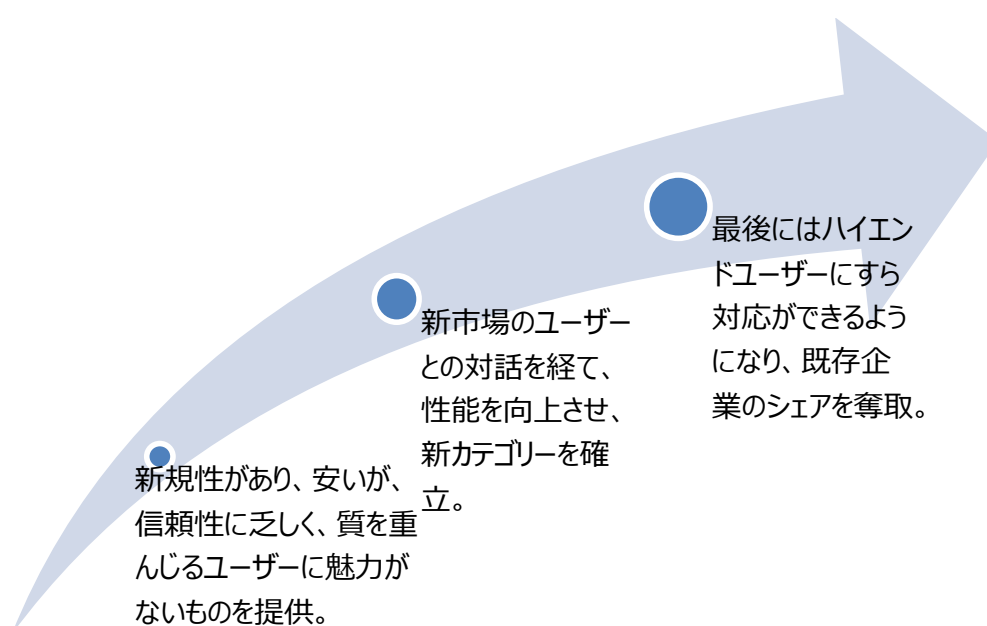 新規性があり、安いが、
信頼性に乏しく、質を重
んじるユーザーに魅力が
ないものを提供。
新市場のユーザー
との対話を経て、
性能を向上させ、
新カテゴリーを確
立。
最後にはハイエン
ドユーザーにすら
対応ができるよう
になり、既存企
業のシェアを奪取。